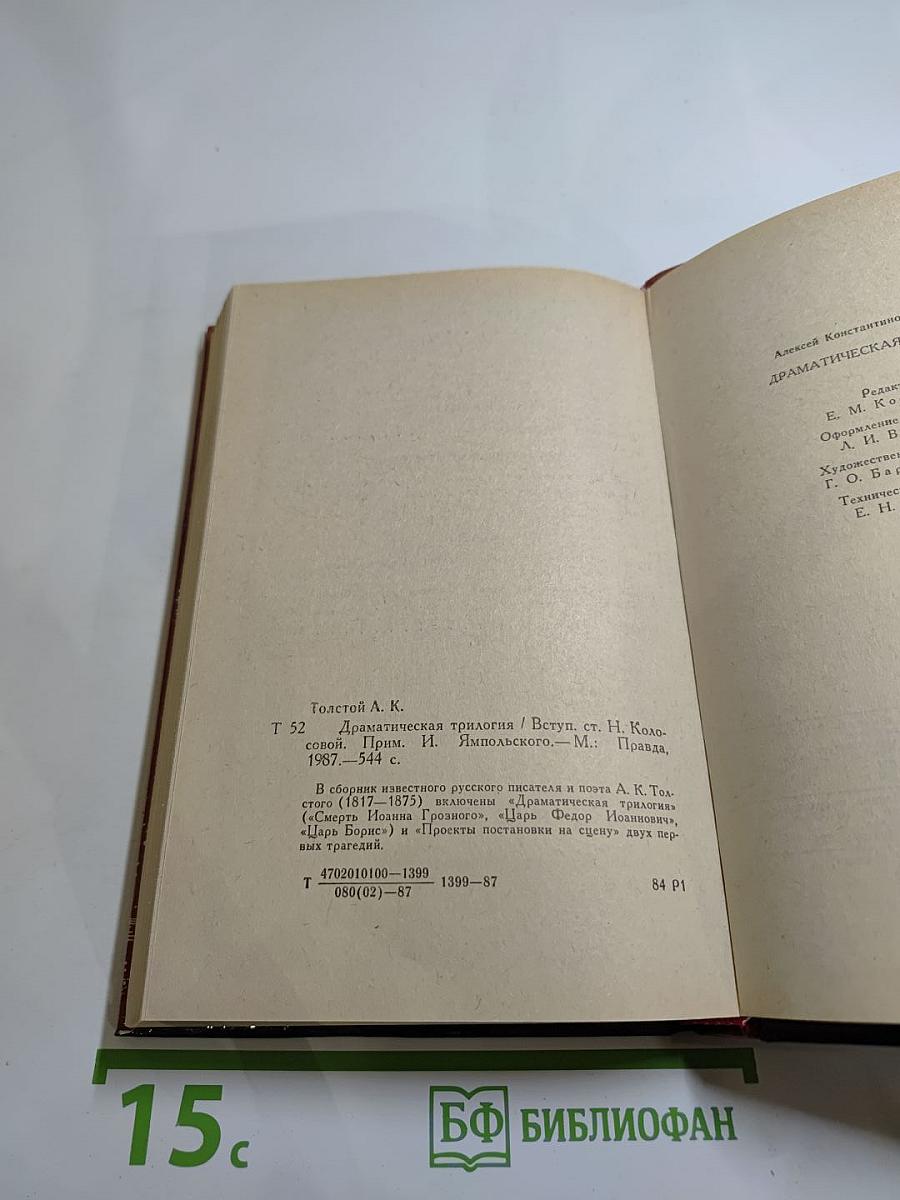 Толстой А. К.
Т 52 Драматическая трилогия / Вступ. ст. Н. Коло-
совой. Прим. И. Ямпольского.— М.: Правда,
1987.—544 с.
В сборник известного русского писателя и поэта А. К. Тол-
стого (1817—1875) включены «Драматическая трилогия»
(«Смерть Иоанна Грозного», «Царь Федор Иоаннович»,
«Царь Борис») и «Проекты постановки на сцену» двух пер-
вых трагедий.
Т 4702010100—1399
080(02)—87 1399—87 84 Р1
Алексей Константино
ДРАМАТИЧЕСКАЯ
Редак
Е. М. Ко
Оформление
Л. И. В
Художествен
Г. О. Бар
Техничес
Е. Н.
15 с
БФ БИБЛИОФАН